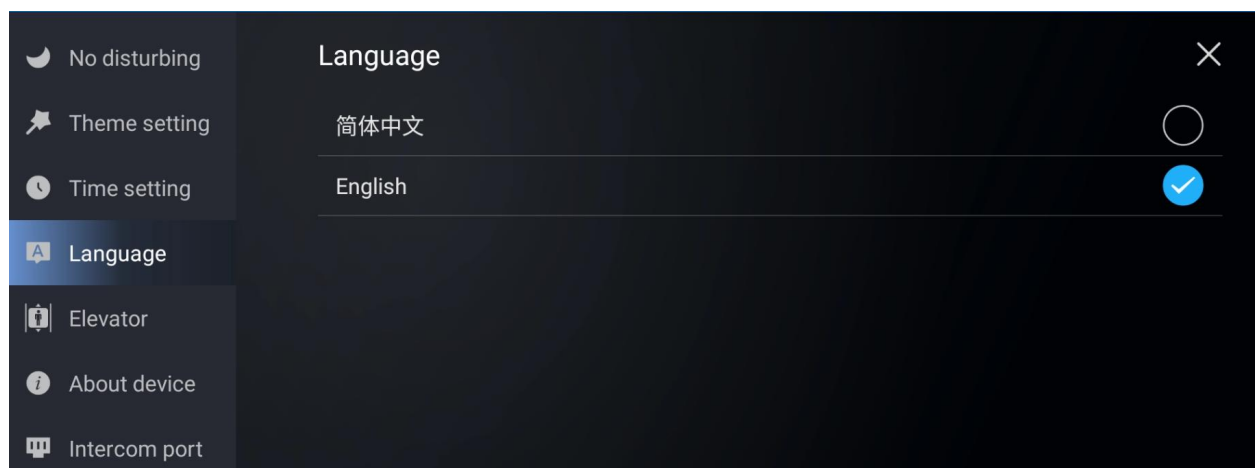 No disturbing
Theme setting
Time setting
Language
Elevator
About device
Intercom port
Language
简体中文
English